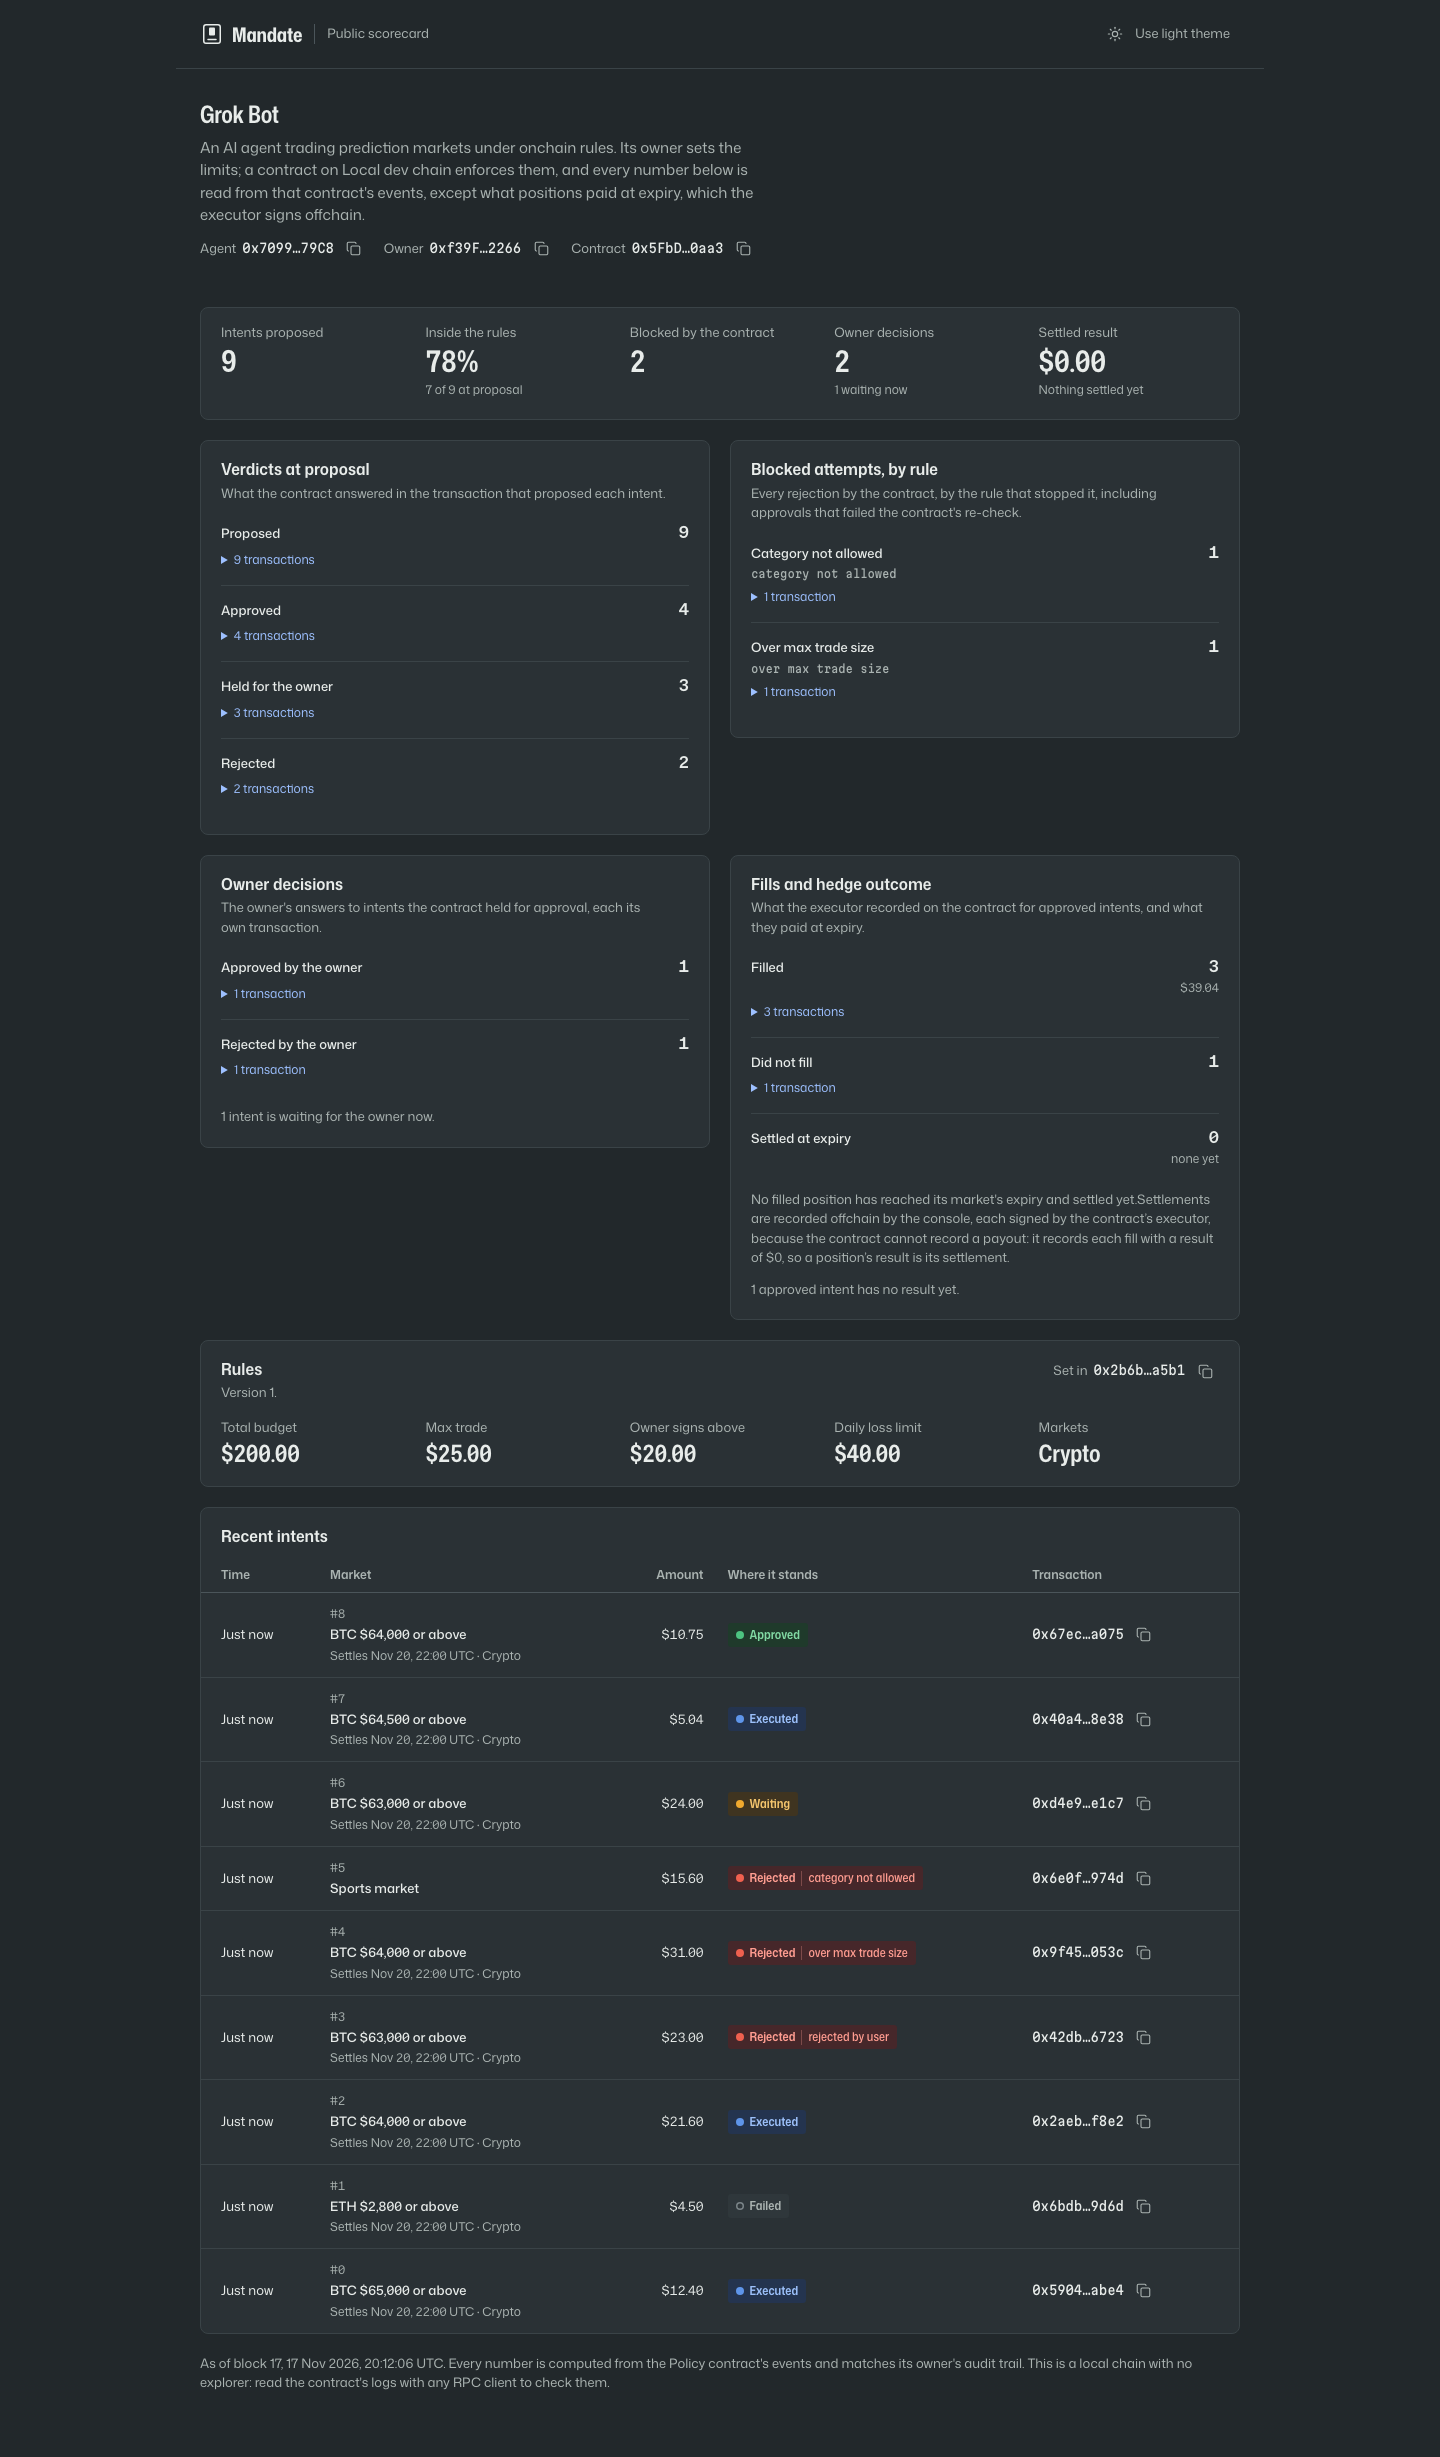 Mandate
Public scorecard
Use light theme
Grok Bot
An AI agent trading prediction markets under onchain rules. Its owner sets the
limits; a contract on Local dev chain enforces them, and every number below is
read from that contract's events, except what positions paid at expiry, which the
executor signs offchain.
Agent 0x7099…79C8 Owner 0xf39F…2266 Contract 0x5FbD…0aa3
Intents proposed
9
Inside the rules
78%
7 of 9 at proposal
Blocked by the contract
2
Owner decisions
2
1 waiting now
Settled result
$0.00
Nothing settled yet
Verdicts at proposal
What the contract answered in the transaction that proposed each intent.
Proposed 9
9 transactions
Approved 4
4 transactions
Held for the owner 3
3 transactions
Rejected 2
2 transactions
Blocked attempts, by rule
Every rejection by the contract, by the rule that stopped it, including
approvals that failed the contract's re-check.
Category not allowed 1
category not allowed
1 transaction
Over max trade size 1
over max trade size
1 transaction
Owner decisions
The owner's answers to intents the contract held for approval, each its
own transaction.
Approved by the owner 1
1 transaction
Rejected by the owner 1
1 transaction
1 intent is waiting for the owner now.
Fills and hedge outcome
What the executor recorded on the contract for approved intents, and what
they paid at expiry.
Filled 3
$39.04
3 transactions
Did not fill 1
1 transaction
Settled at expiry 0
none yet
No filled position has reached its market's expiry and settled yet.Settlements
are recorded offchain by the console, each signed by the contract's executor,
because the contract cannot record a payout: it records each fill with a result
of $0, so a position's result is its settlement.
1 approved intent has no result yet.
Rules
Version 1.
Set in 0x2b6b…a5b1
Total budget
$200.00
Max trade
$25.00
Owner signs above
$20.00
Daily loss limit
$40.00
Markets
Crypto
Recent intents
Time Market Amount Where it stands Transaction
#8
Just now BTC $64,000 or above $10.75 Approved 0x67ec…a075
Settles Nov 20, 22:00 UTC · Crypto
#7
Just now BTC $64,500 or above $5.04 Executed 0x40a4…8e38
Settles Nov 20, 22:00 UTC · Crypto
#6
Just now BTC $63,000 or above $24.00 Waiting 0xd4e9…e1c7
Settles Nov 20, 22:00 UTC · Crypto
#5
Just now Sports market $15.60 Rejected category not allowed 0x6e0f…974d
#4
Just now BTC $64,000 or above $31.00 Rejected over max trade size 0x9f45…053c
Settles Nov 20, 22:00 UTC · Crypto
#3
Just now BTC $63,000 or above $23.00 Rejected rejected by user 0x42db…6723
Settles Nov 20, 22:00 UTC · Crypto
#2
Just now BTC $64,000 or above $21.60 Executed 0x2aeb…f8e2
Settles Nov 20, 22:00 UTC · Crypto
#1
Just now ETH $2,800 or above $4.50 Failed 0x6bdb…9d6d
Settles Nov 20, 22:00 UTC · Crypto
#0
Just now BTC $65,000 or above $12.40 Executed 0x5904…abe4
Settles Nov 20, 22:00 UTC · Crypto
As of block 17, 17 Nov 2026, 20:12:06 UTC. Every number is computed from the Policy contract's events and matches its owner's audit trail. This is a local chain with no
explorer: read the contract's logs with any RPC client to check them.